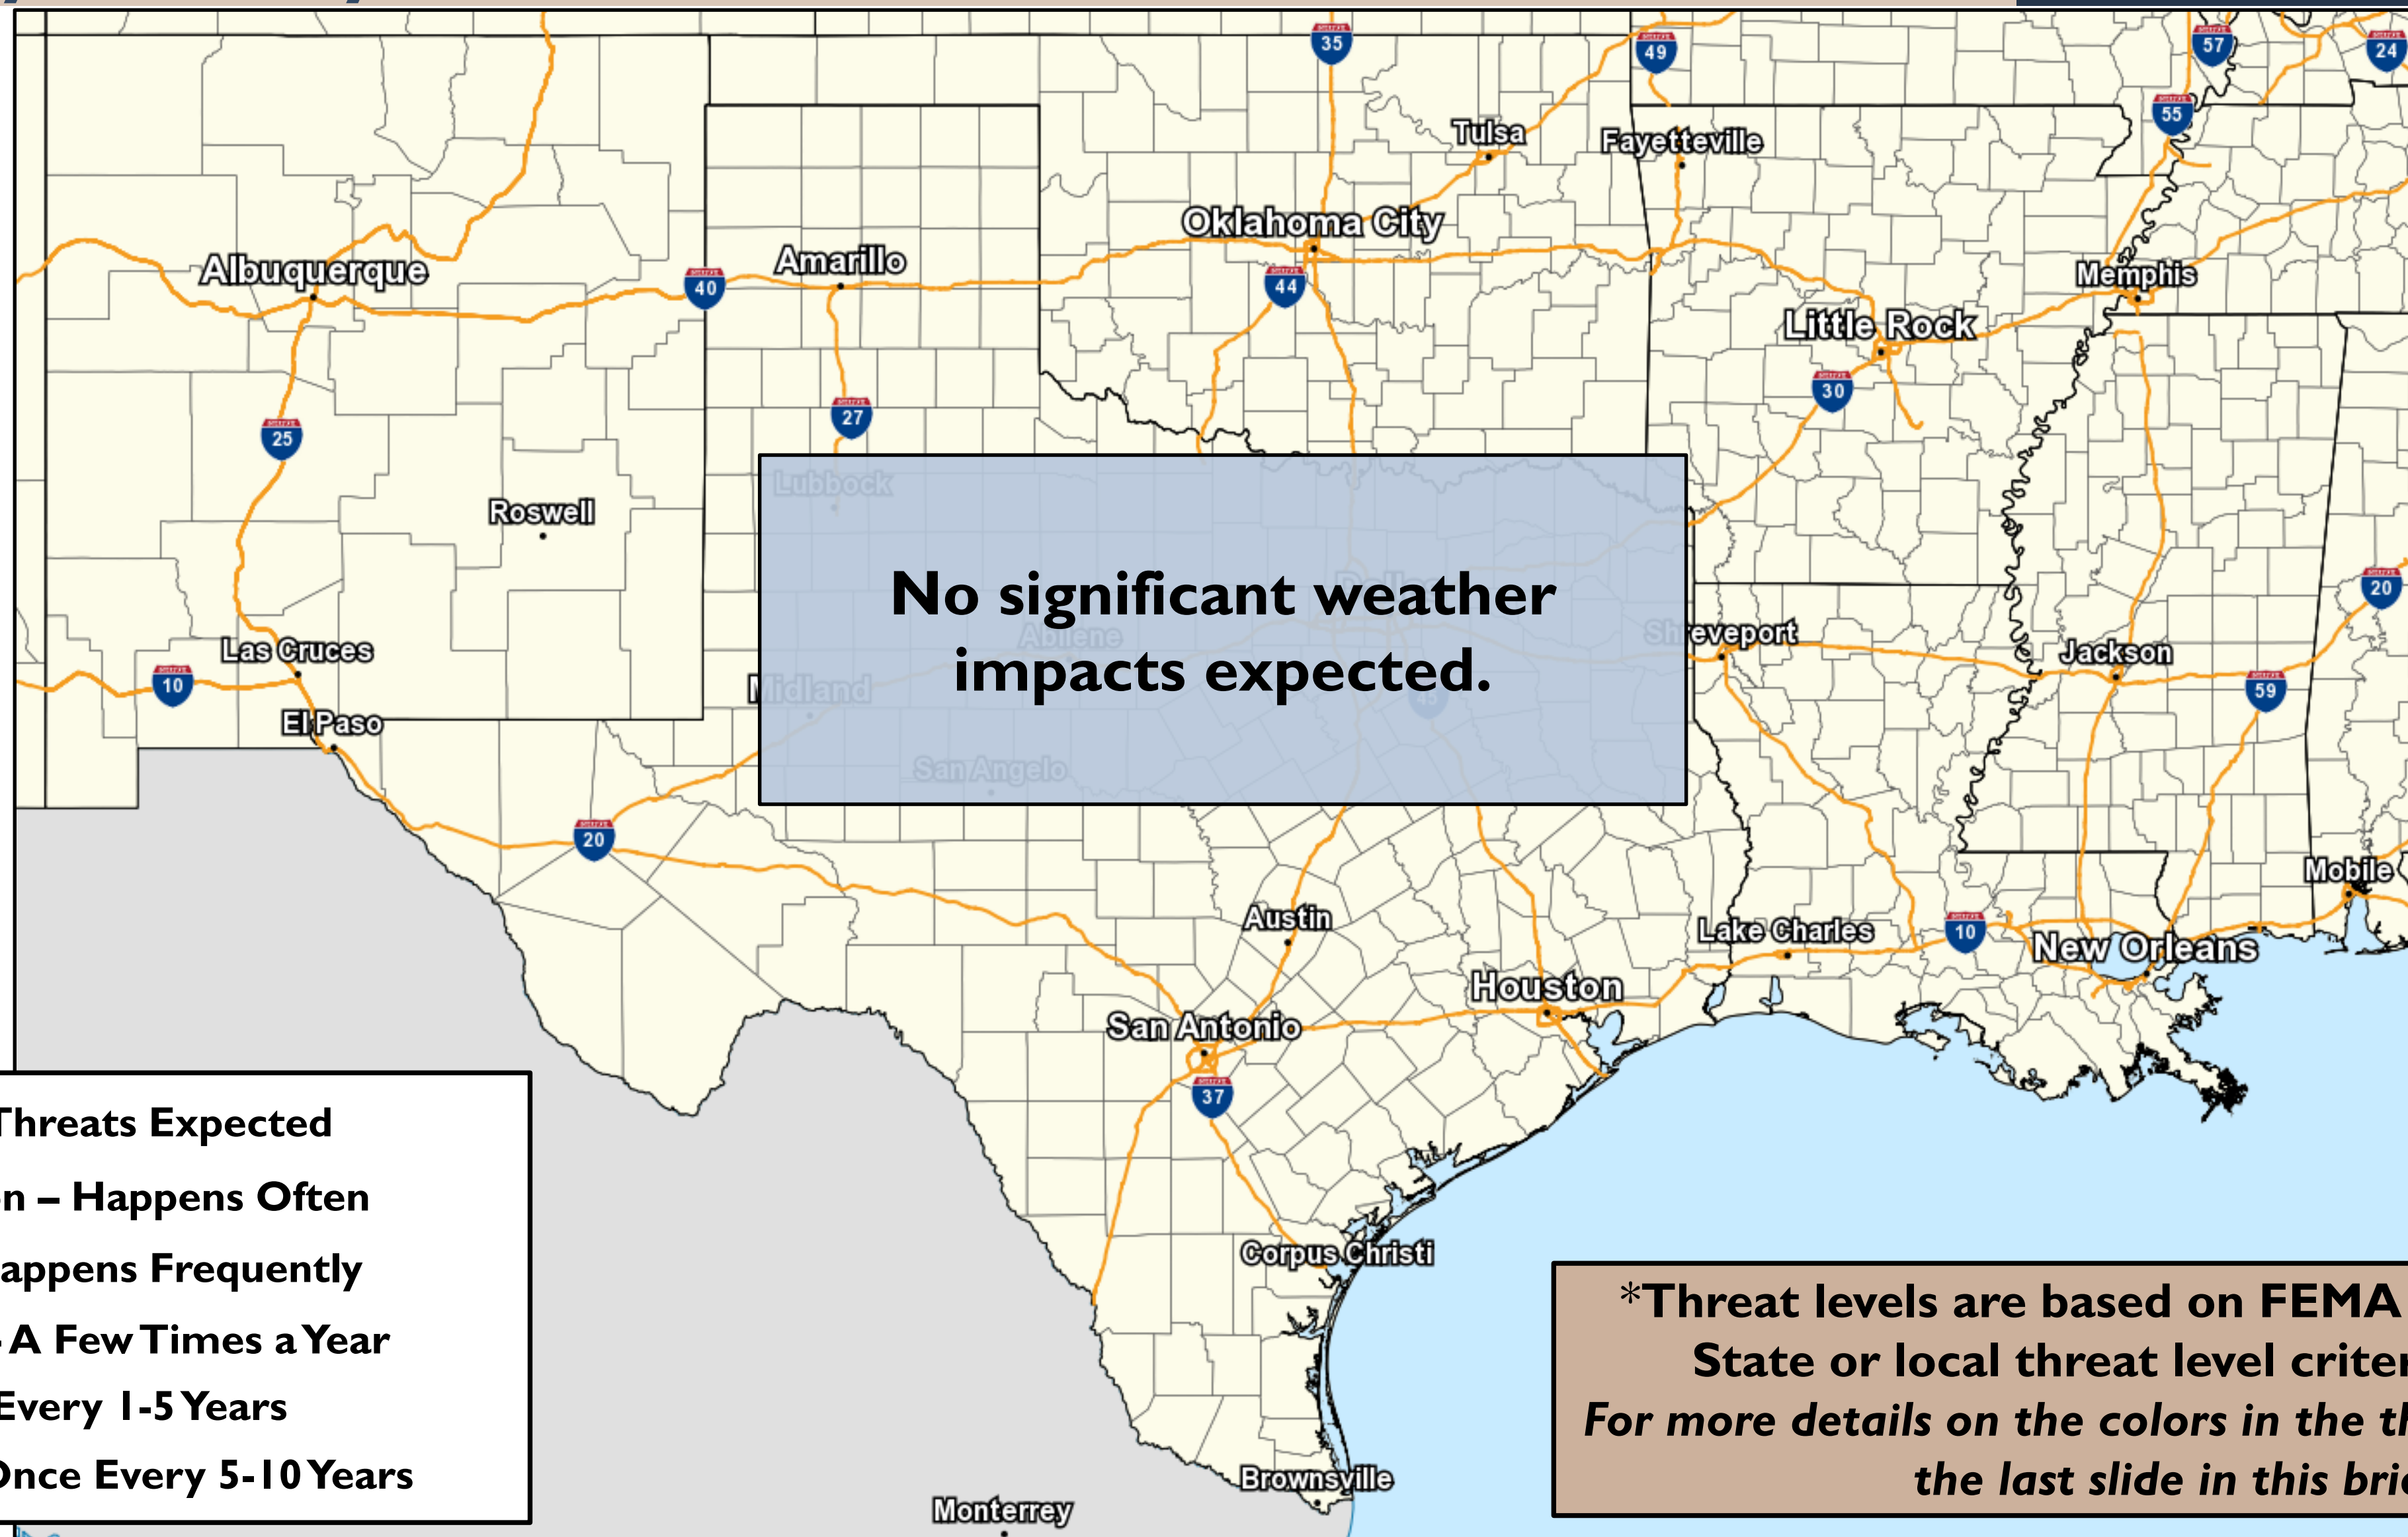 35
49
57
24
55
Tulsa
Fayetteville
Oklahoma City
Albuquerque
Amarillo
40
44
Memphis
Little Rock
30
25
27
Lubbock
Roswell
No significant weather
impacts expected.
Dallas
Abilene
Midland
45
San Angelo
20
Shreveport
Jackson
59
Las Cruces
10
El Paso
20
Mobile
Austin
Lake Charles
10
New Orleans
Houston
San Antonio
37
Threats Expected
n – Happens Often
appens Frequently
- A Few Times a Year
Every 1-5 Years
Once Every 5-10 Years
Corpus Christi
Brownsville
Monterrey
*Threat levels are based on FEMA
State or local threat level criter
For more details on the colors in the th
the last slide in this brie